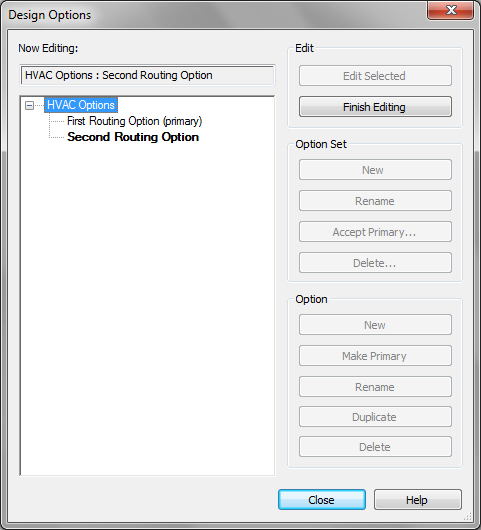 Design Options
Now Editing:
HVAC Options : Second Routing Option
HVAC Options
First Routing Option (primary)
Second Routing Option
Edit
Edit Selected
Finish Editing
Option Set
New
Rename
Accept Primary...
Delete...
Option
New
Make Primary
Rename
Duplicate
Delete
Close
Help